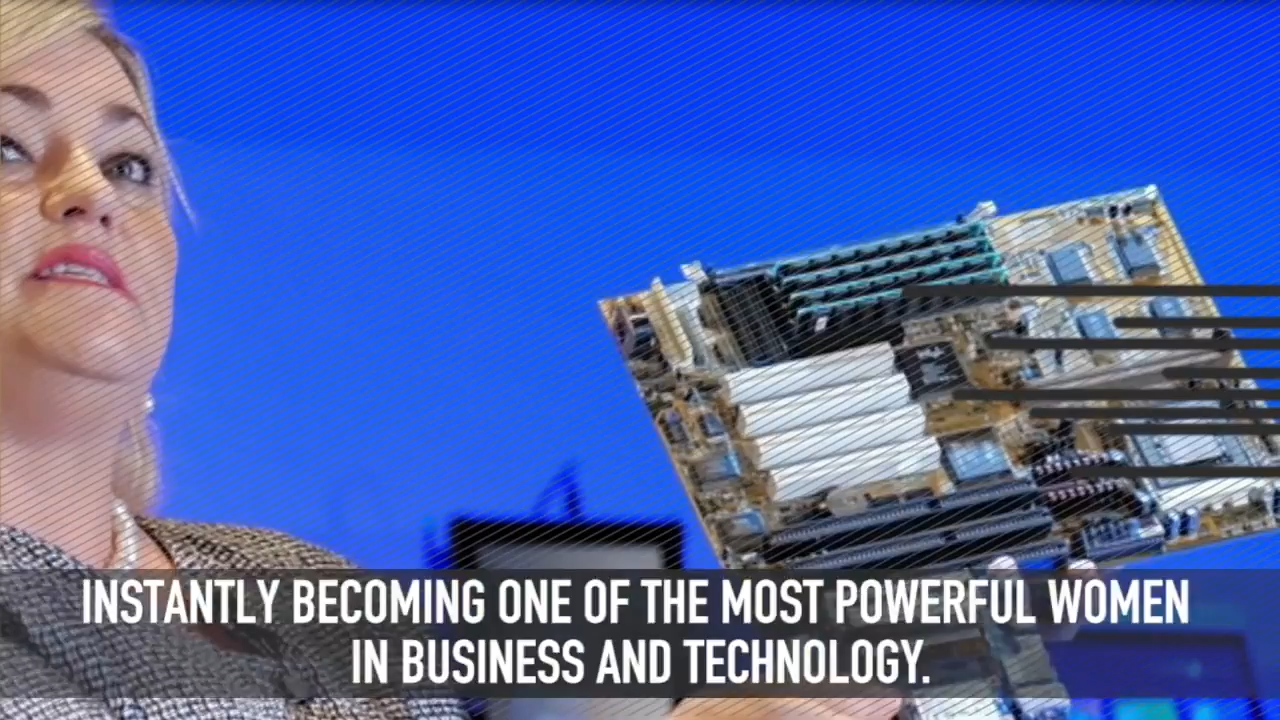 INSTANTLY BECOMING ONE OF THE MOST POWERFUL WOMEN
IN BUSINESS AND TECHNOLOGY.